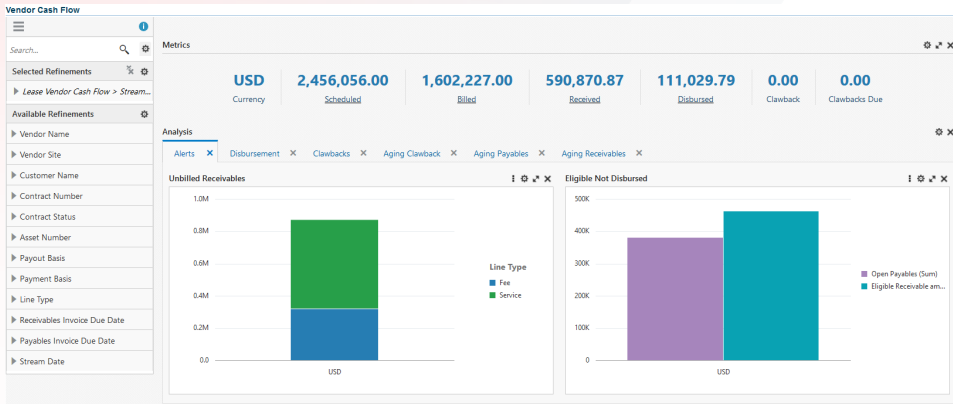 Vendor Cash Flow
Search...
Selected Refinements
Lease Vendor Cash Flow > Stream...
Available Refinements
Vendor Name
Vendor Site
Customer Name
Contract Number
Contract Status
Asset Number
Payout Basis
Payment Basis
Line Type
Receivables Invoice Due Date
Payables Invoice Due Date
Stream Date
Metrics
USD 2,456,056.00 1,602,227.00 590,870.87 111,029.79 0.00 0.00
Currency Scheduled Billed Received Disbursed Clawback Clawbacks Due
Analysis
Alerts Disbursement Clawbacks Aging Clawback Aging Payables Aging Receivables
Unbilled Receivables
1.0M
0.8M
0.6M
0.4M
0.2M
0.0
USD
Line Type
Fee
Service
Eligible Not Disbursed
500K
400K
300K
200K
100K
0
USD
Open Payables (Sum)
Eligible Receivable am...